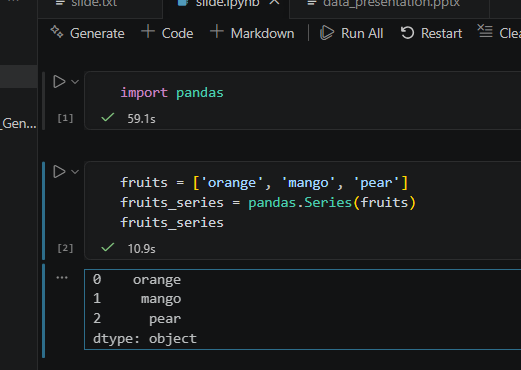 slide.txt slide.ipynb data_presentation.pptx
Generate + Code + Markdown Run All Restart Clea
import pandas
[1] 59.1s
_Gen...
fruits = ['orange', 'mango', 'pear']
fruits_series = pandas.Series(fruits)
fruits_series
[2] 10.9s
... 0 orange
1 mango
2 pear
dtype: object